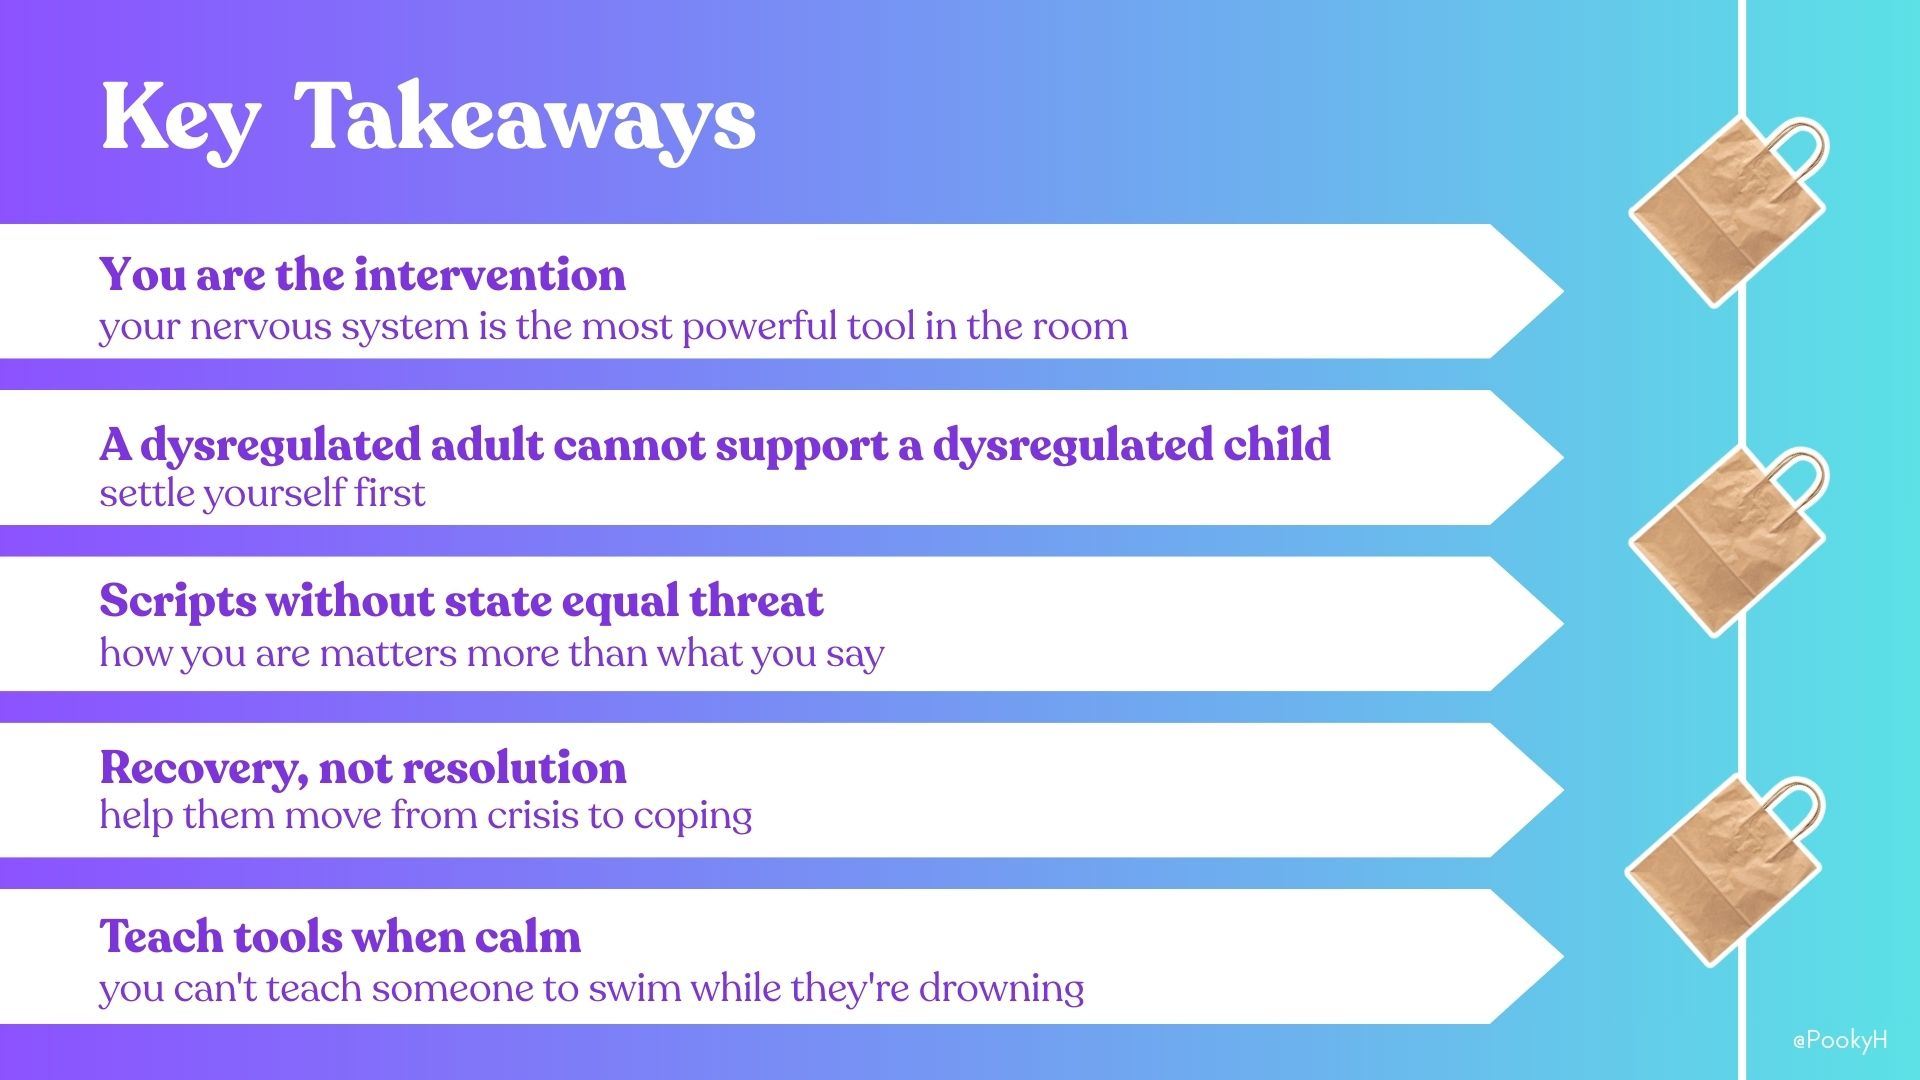 Key Takeaways
You are the intervention
your nervous system is the most powerful tool in the room
A dysregulated adult cannot support a dysregulated child
settle yourself first
Scripts without state equal threat
how you are matters more than what you say
Recovery, not resolution
help them move from crisis to coping
Teach tools when calm
you can't teach someone to swim while they're drowning
@PookyH